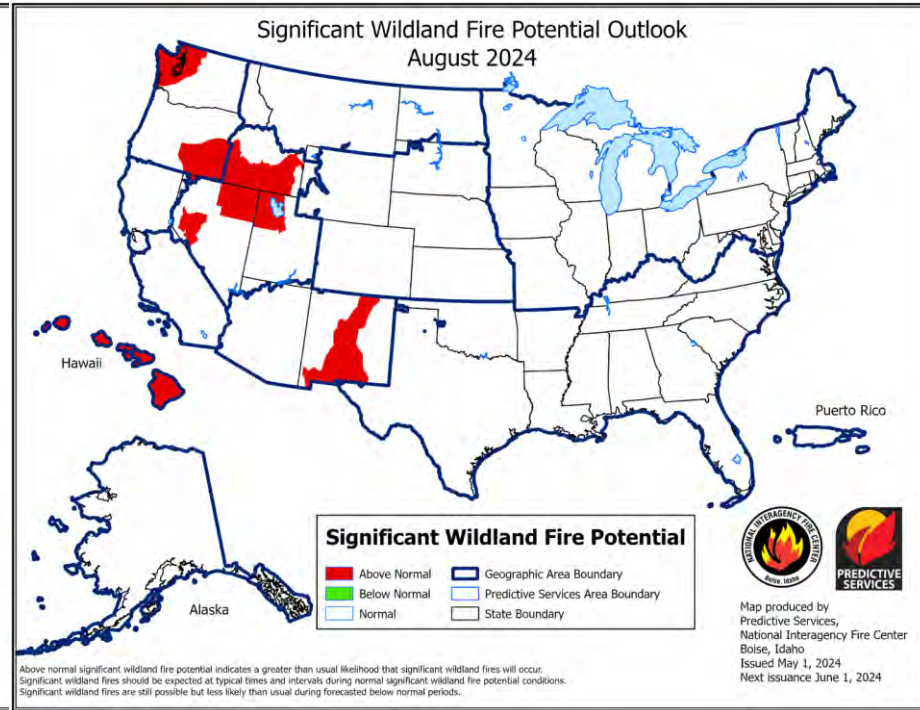 Significant Wildland Fire Potential Outlook
August 2024
Hawaii
Puerto Rico
Alaska
Significant Wildland Fire Potential
Above Normal
Below Normal
Normal
Geographic Area Boundary
Predictive Services Area Boundary
State Boundary
NATIONAL INTERAGENCY FIRE CENTER
Boise, Idaho
PREDICTIVE
SERVICES
Map produced by
Predictive Services,
National Interagency Fire Center
Boise, Idaho
Issued May 1, 2024
Next issuance June 1, 2024
Above normal significant wildland fire potential indicates a greater than usual likelihood that significant wildland fires will occur.
Significant wildland fires should be expected at typical times and intervals during normal significant wildland fire potential conditions.
Significant wildland fires are still possible but less likely than usual during forecasted below normal periods.